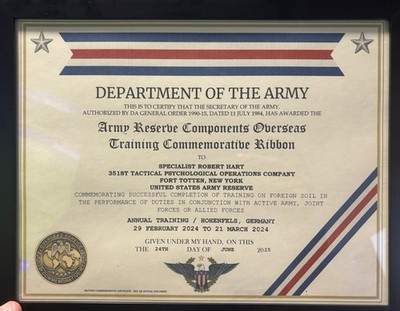 DEPARTMENT OF THE ARMY
THIS IS TO CERTIFY THAT THE SECRETARY OF THE ARMY,
AUTHORIZED BY DA GENERAL ORDER 1990-15, DATED 11 JULY 1984, HAS AWARDED THE
Army Reserve Components Overseas
Training Commemorative Ribbon
TO
SPECIALIST ROBERT HART
351ST TACTICAL PSYCHOLOGICAL OPERATIONS COMPANY
FORT TOTTEN, NEW YORK
UNITED STATES ARMY RESERVE
COMMEMORATING SUCCESSFUL COMPLETION OF TRAINING ON FOREIGN SOIL IN
THE PERFORMANCE OF DUTIES IN CONJUNCTION WITH ACTIVE ARMY, JOINT
FORCES OR ALLIED FORCES
ANNUAL TRAINING / HOHENFELS, GERMANY
29 FEBRUARY 2024 TO 21 MARCH 2024
GIVEN UNDER MY HAND, ON THIS
THE 24TH DAY OF JUNE 2025